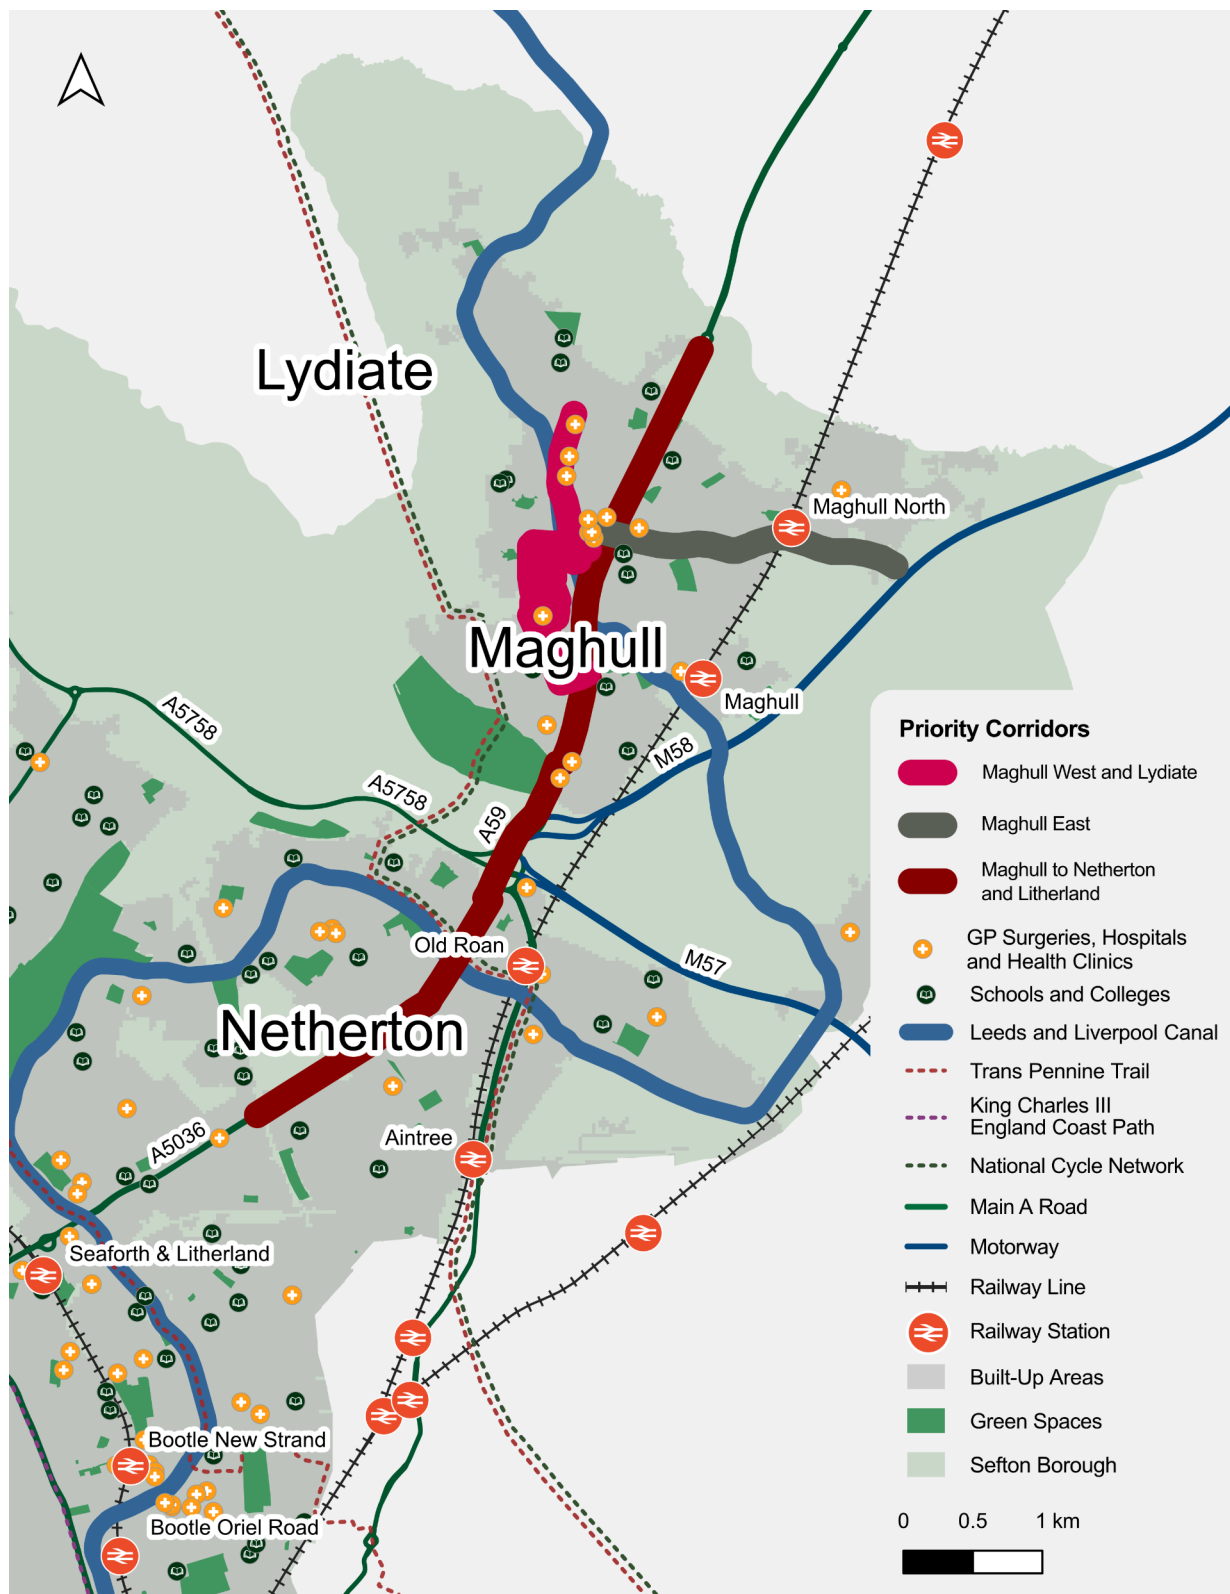 Lydiate
Maghull North
Maghull
Maghull
A5758
M58
A5758
A59
Old Roan
M57
Netherton
A5036
Aintree
Seaforth & Litherland
Bootle New Strand
Bootle Oriel Road
Priority Corridors
Maghull West and Lydiate
Maghull East
Maghull to Netherton
and Litherland
GP Surgeries, Hospitals
and Health Clinics
Schools and Colleges
Leeds and Liverpool Canal
Trans Pennine Trail
King Charles III
England Coast Path
National Cycle Network
Main A Road
Motorway
Railway Line
Railway Station
Built-Up Areas
Green Spaces
Sefton Borough
0 0.5 1 km